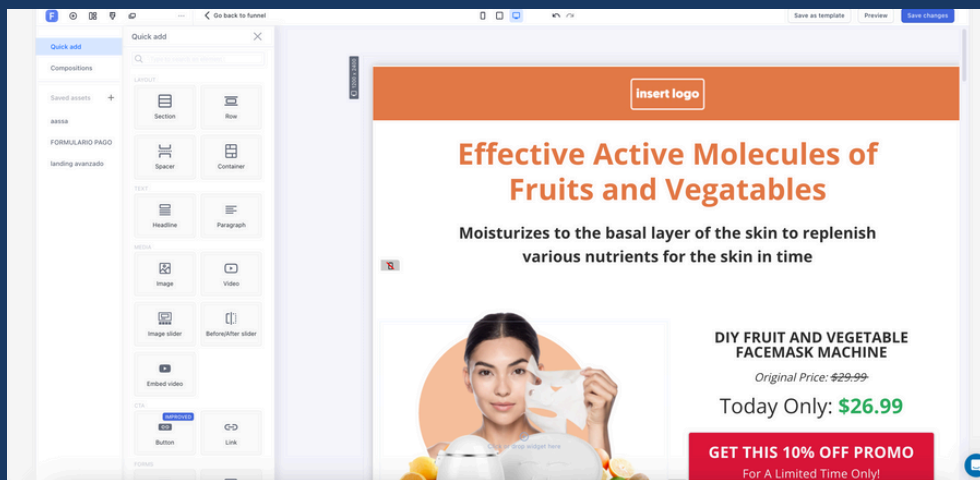 Go back to funnel
Save as template
Preview
Save changes
Quick add
Compositions
Saved assets
aassa
FORMULARIO PAGO
landing avanzado
Quick add
LAYOUT
Section
Row
Spacer
Container
TEXT
Headline
Paragraph
MEDIA
Image
Video
Image slider
Before/After slider
Embed video
CTA
IMPROVED
Button
Link
FORMS
insert logo
Effective Active Molecules of
Fruits and Vegatables
Moisturizes to the basal layer of the skin to replenish
various nutrients for the skin in time
DIY FRUIT AND VEGETABLE
FACEMASK MACHINE
Original Price: $29.99
Today Only: $26.99
GET THIS 10% OFF PROMO
For A Limited Time Only!